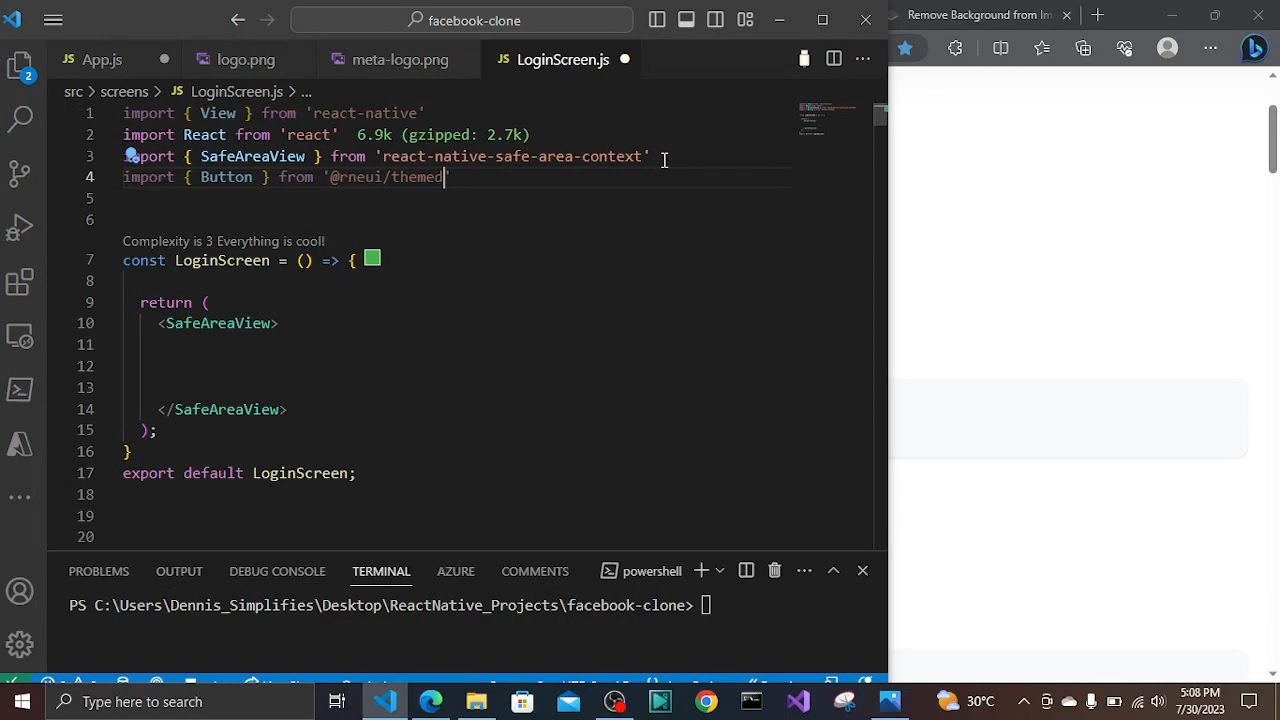 facebook-clone
Remove Background from Im
App.js
logo.png
meta-logo.png
LoginScreen.js
src > screens > JS LoginScreen.js > ...
1 import { View } from 'react-native'
2 import React from 'react' 6.9k (gzipped: 2.7k)
3 import { SafeAreaView } from 'react-native-safe-area-context'
4 import { Button } from '@rneui/themed'
5
6
Complexity is 3 Everything is cool!
7 const LoginScreen = () => {
8
9 return (
10 <SafeAreaView>
11
12
13
14 </SafeAreaView>
15 );
16 }
17 export default LoginScreen;
18
19
20
2
PROBLEMS OUTPUT DEBUG CONSOLE TERMINAL AZURE COMMENTS powershell
PS C:\Users\Dennis_Simplifies\Desktop\ReactNative_Projects\facebook-clone>
Type here to search
30°C
5:08 PM
7/30/2023